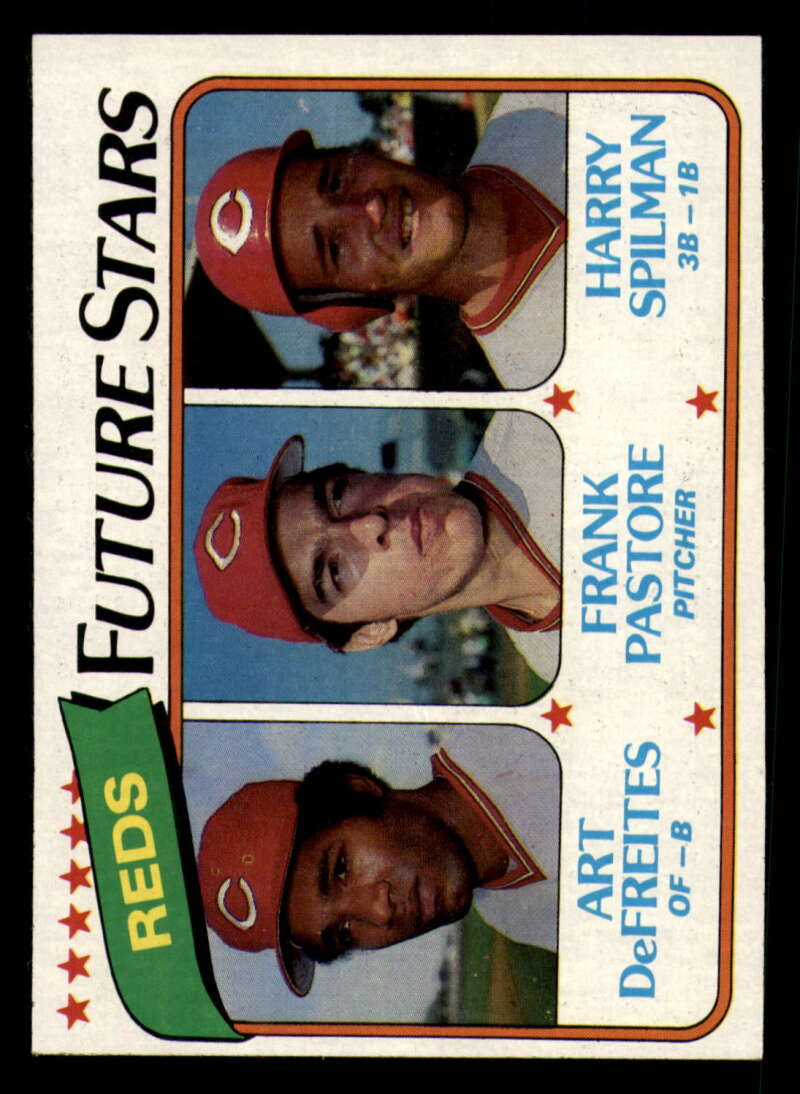 REDS
FUTURE STARS
ART
DeFREITES
OF-B
FRANK
PASTORE
PITCHER
HARRY
SPILMAN
3B-1B